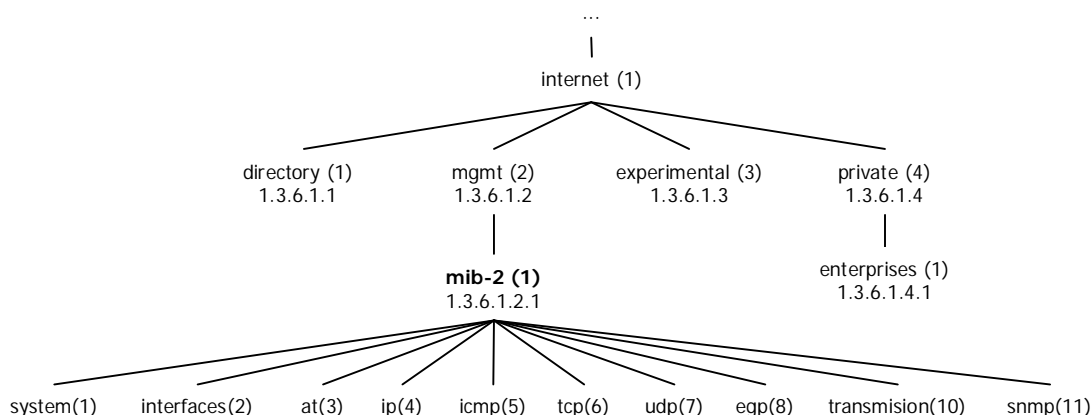 ...
internet (1)
directory (1) mgmt (2) experimental (3) private (4)
1.3.6.1.1 1.3.6.1.2 1.3.6.1.3 1.3.6.1.4
mib-2 (1) enterprises (1)
1.3.6.1.2.1 1.3.6.1.4.1
system(1) interfaces(2) at(3) ip(4) icmp(5) tcp(6) udp(7) egp(8) transmision(10) snmp(11)